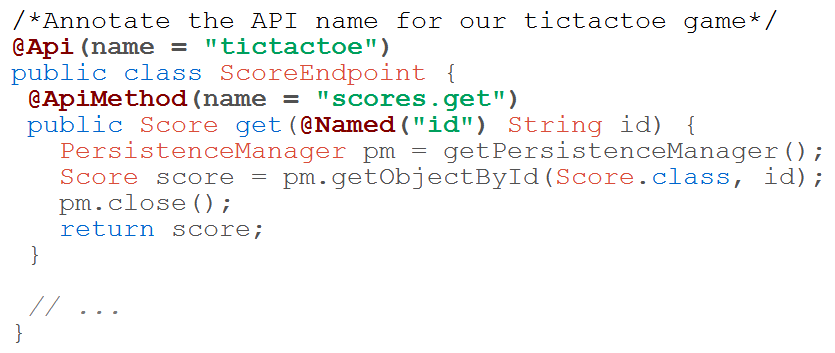 /*Annotate the API name for our tictactoe game*/
@Api(name = "tictactoe")
public class ScoreEndpoint {
 @ApiMethod(name = "scores.get")
 public Score get(@Named("id") String id) {
   PersistenceManager pm = getPersistenceManager();
   Score score = pm.getObjectById(Score.class, id);
   pm.close();
   return score;
 }
 // ...
}